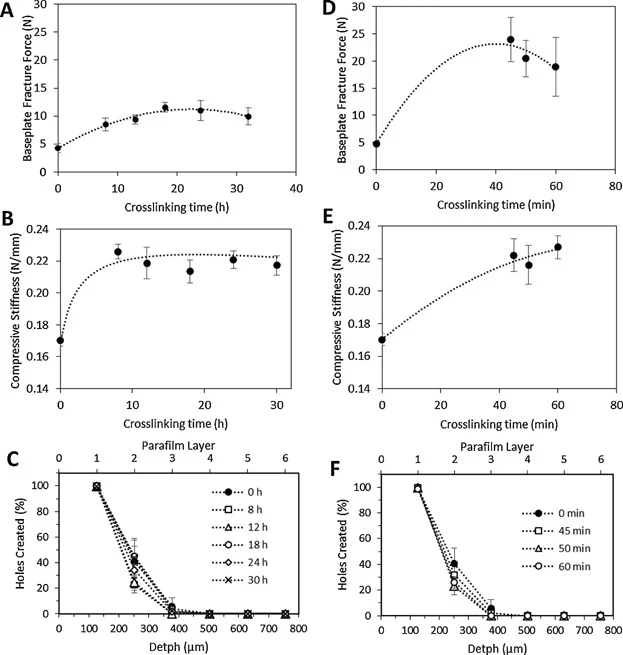 A
Baseplate Fracture Force (N)
30
25
20
15
10
5
0
0 10 20 30 40
Crosslinking time (h)
D
Baseplate Fracture Force (N)
30
25
20
15
10
5
0
0 20 40 60 80
Crosslinking time (min)
B
Compressive Stiffness (N/mm)
0.24
0.22
0.20
0.18
0.16
0.14
0 10 20 30
Crosslinking time (h)
E
Compressive Stiffness (N/mm)
0.24
0.22
0.20
0.18
0.16
0.14
0 20 40 60 80
Crosslinking time (min)
C
Parafilm Layer
0 1 2 3 4 5 6
Holes Created (%)
100
80
60
40
20
0
0 h
8 h
12 h
18 h
24 h
30 h
0 100 200 300 400 500 600 700 800
Detph (μm)
F
Parafilm Layer
0 1 2 3 4 5 6
Holes Created (%)
100
80
60
40
20
0
0 min
45 min
50 min
60 min
0 100 200 300 400 500 600 700 800
Detph (μm)